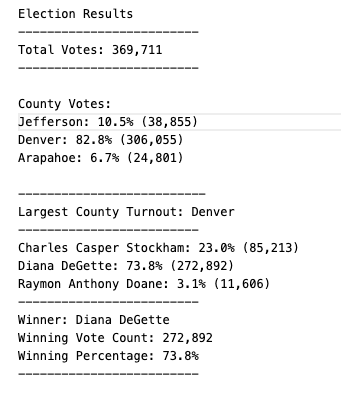 Election Results
-------------------------
Total Votes: 369,711
-------------------------
County Votes:
Jefferson: 10.5% (38,855)
Denver: 82.8% (306,055)
Arapahoe: 6.7% (24,801)
--------------------------
Largest County Turnout: Denver
-------------------------
Charles Casper Stockham: 23.0% (85,213)
Diana DeGette: 73.8% (272,892)
Raymon Anthony Doane: 3.1% (11,606)
-------------------------
Winner: Diana DeGette
Winning Vote Count: 272,892
Winning Percentage: 73.8%
-------------------------